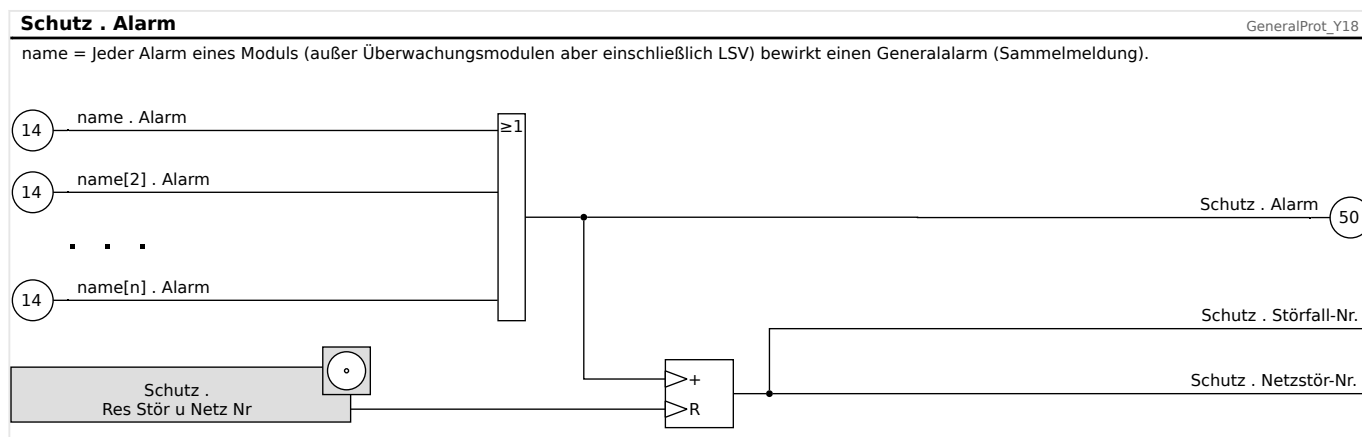 Schutz . Alarm
GeneralProt_Y18
name = Jeder Alarm eines Moduls (außer Überwachungsmodulen aber einschließlich LSV) bewirkt einen Generalalarm (Sammelmeldung).
14
name . Alarm
≥1
14
name[2] . Alarm
Schutz . Alarm
50
. . .
14
name[n] . Alarm
Schutz . Störfall-Nr.
Schutz .
Res Stör u Netz Nr
+
R
Schutz . Netzstör-Nr.